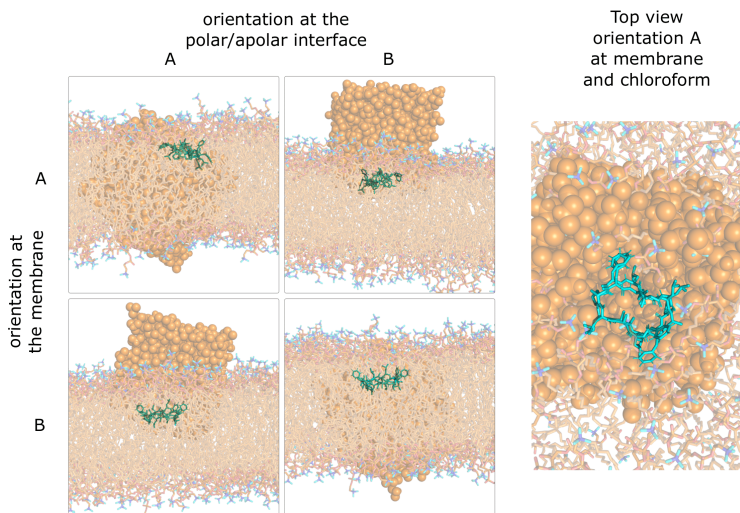 orientation at the
polar/apolar interface
A
B
Top view
orientation A
at membrane
and chloroform
A
orientation at
the membrane
B